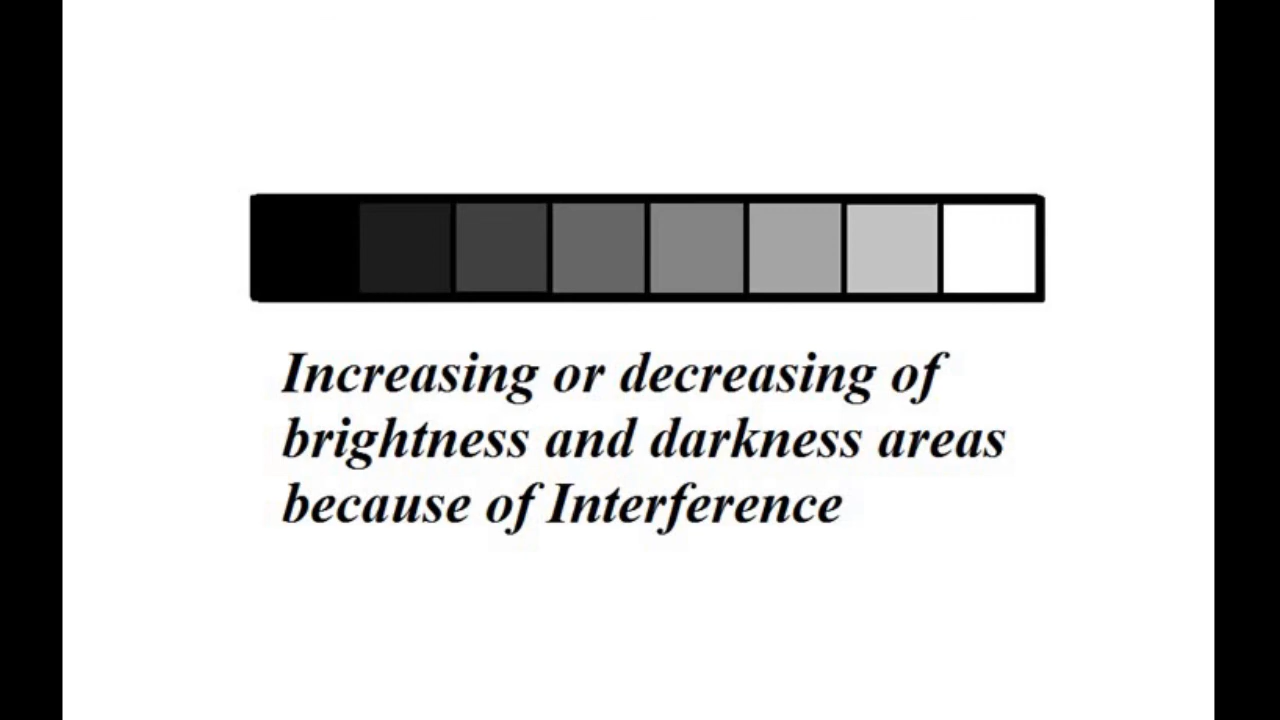 Increasing or decreasing of
brightness and darkness areas
because of Interference